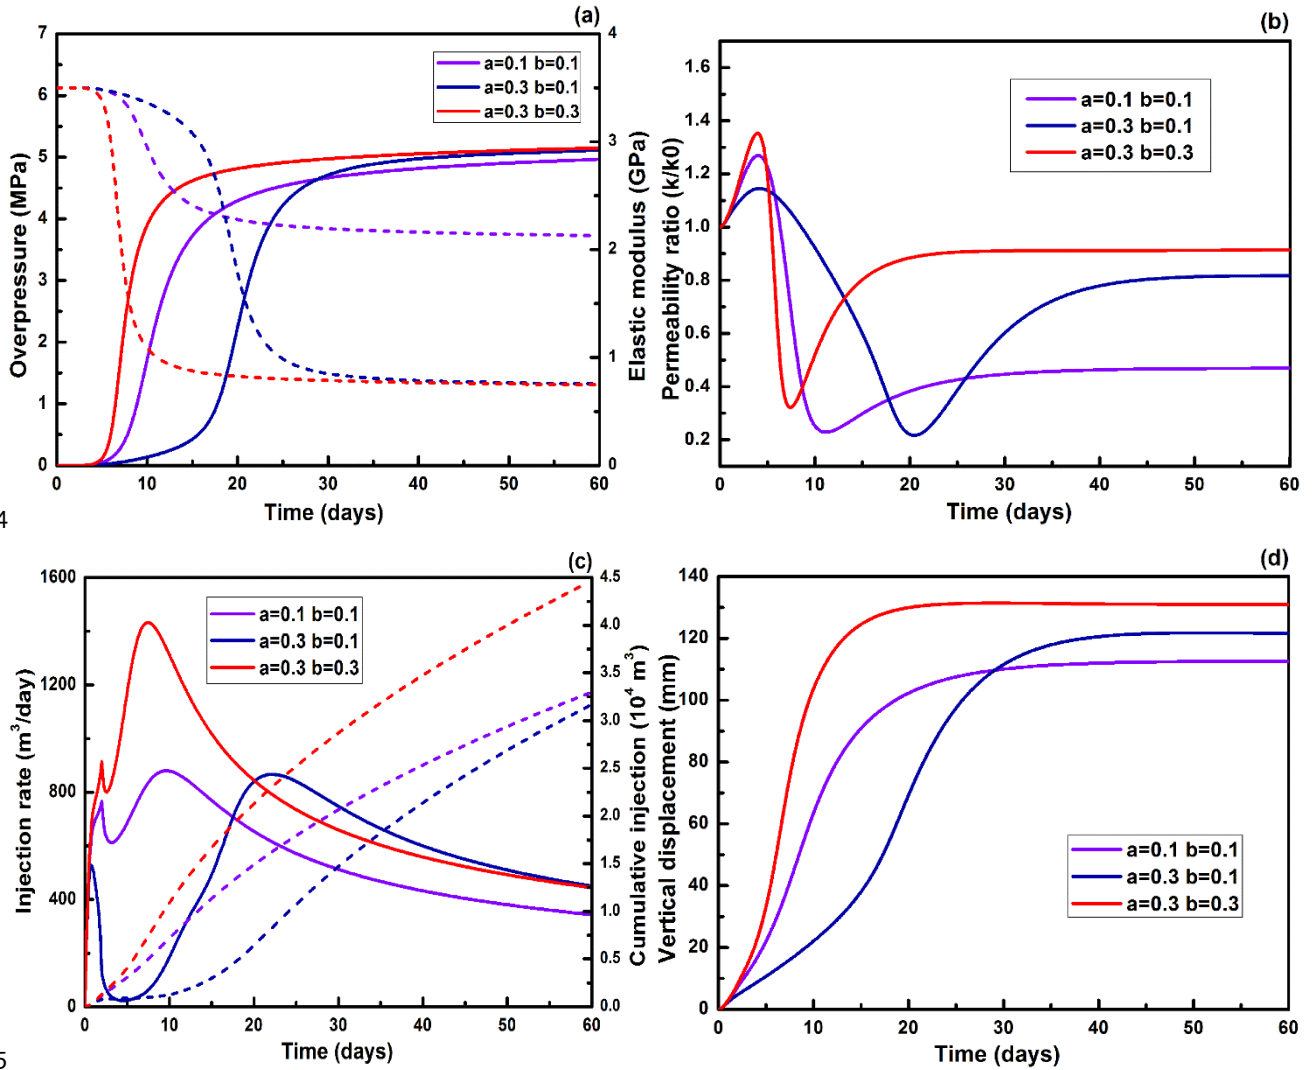 (a)
7
6
5
4
3
2
1
0
Overpressure (MPa)
4
3
2
1
0
Elastic modulus (GPa)
a=0.1 b=0.1
a=0.3 b=0.1
a=0.3 b=0.3
0 10 20 30 40 50 60
Time (days)
4
(b)
1.6
1.4
1.2
1.0
0.8
0.6
0.4
0.2
Permeability ratio (k/k0)
a=0.1 b=0.1
a=0.3 b=0.1
a=0.3 b=0.3
0 10 20 30 40 50 60
Time (days)
(c)
1600
1200
800
400
0
Injection rate (m³/day)
4.5
4.0
3.5
3.0
2.5
2.0
1.5
1.0
0.5
0.0
Cumulative injection (10⁴ m³)
a=0.1 b=0.1
a=0.3 b=0.1
a=0.3 b=0.3
0 10 20 30 40 50 60
Time (days)
5
(d)
140
120
100
80
60
40
20
0
Vertical displacement (mm)
a=0.1 b=0.1
a=0.3 b=0.1
a=0.3 b=0.3
0 10 20 30 40 50 60
Time (days)